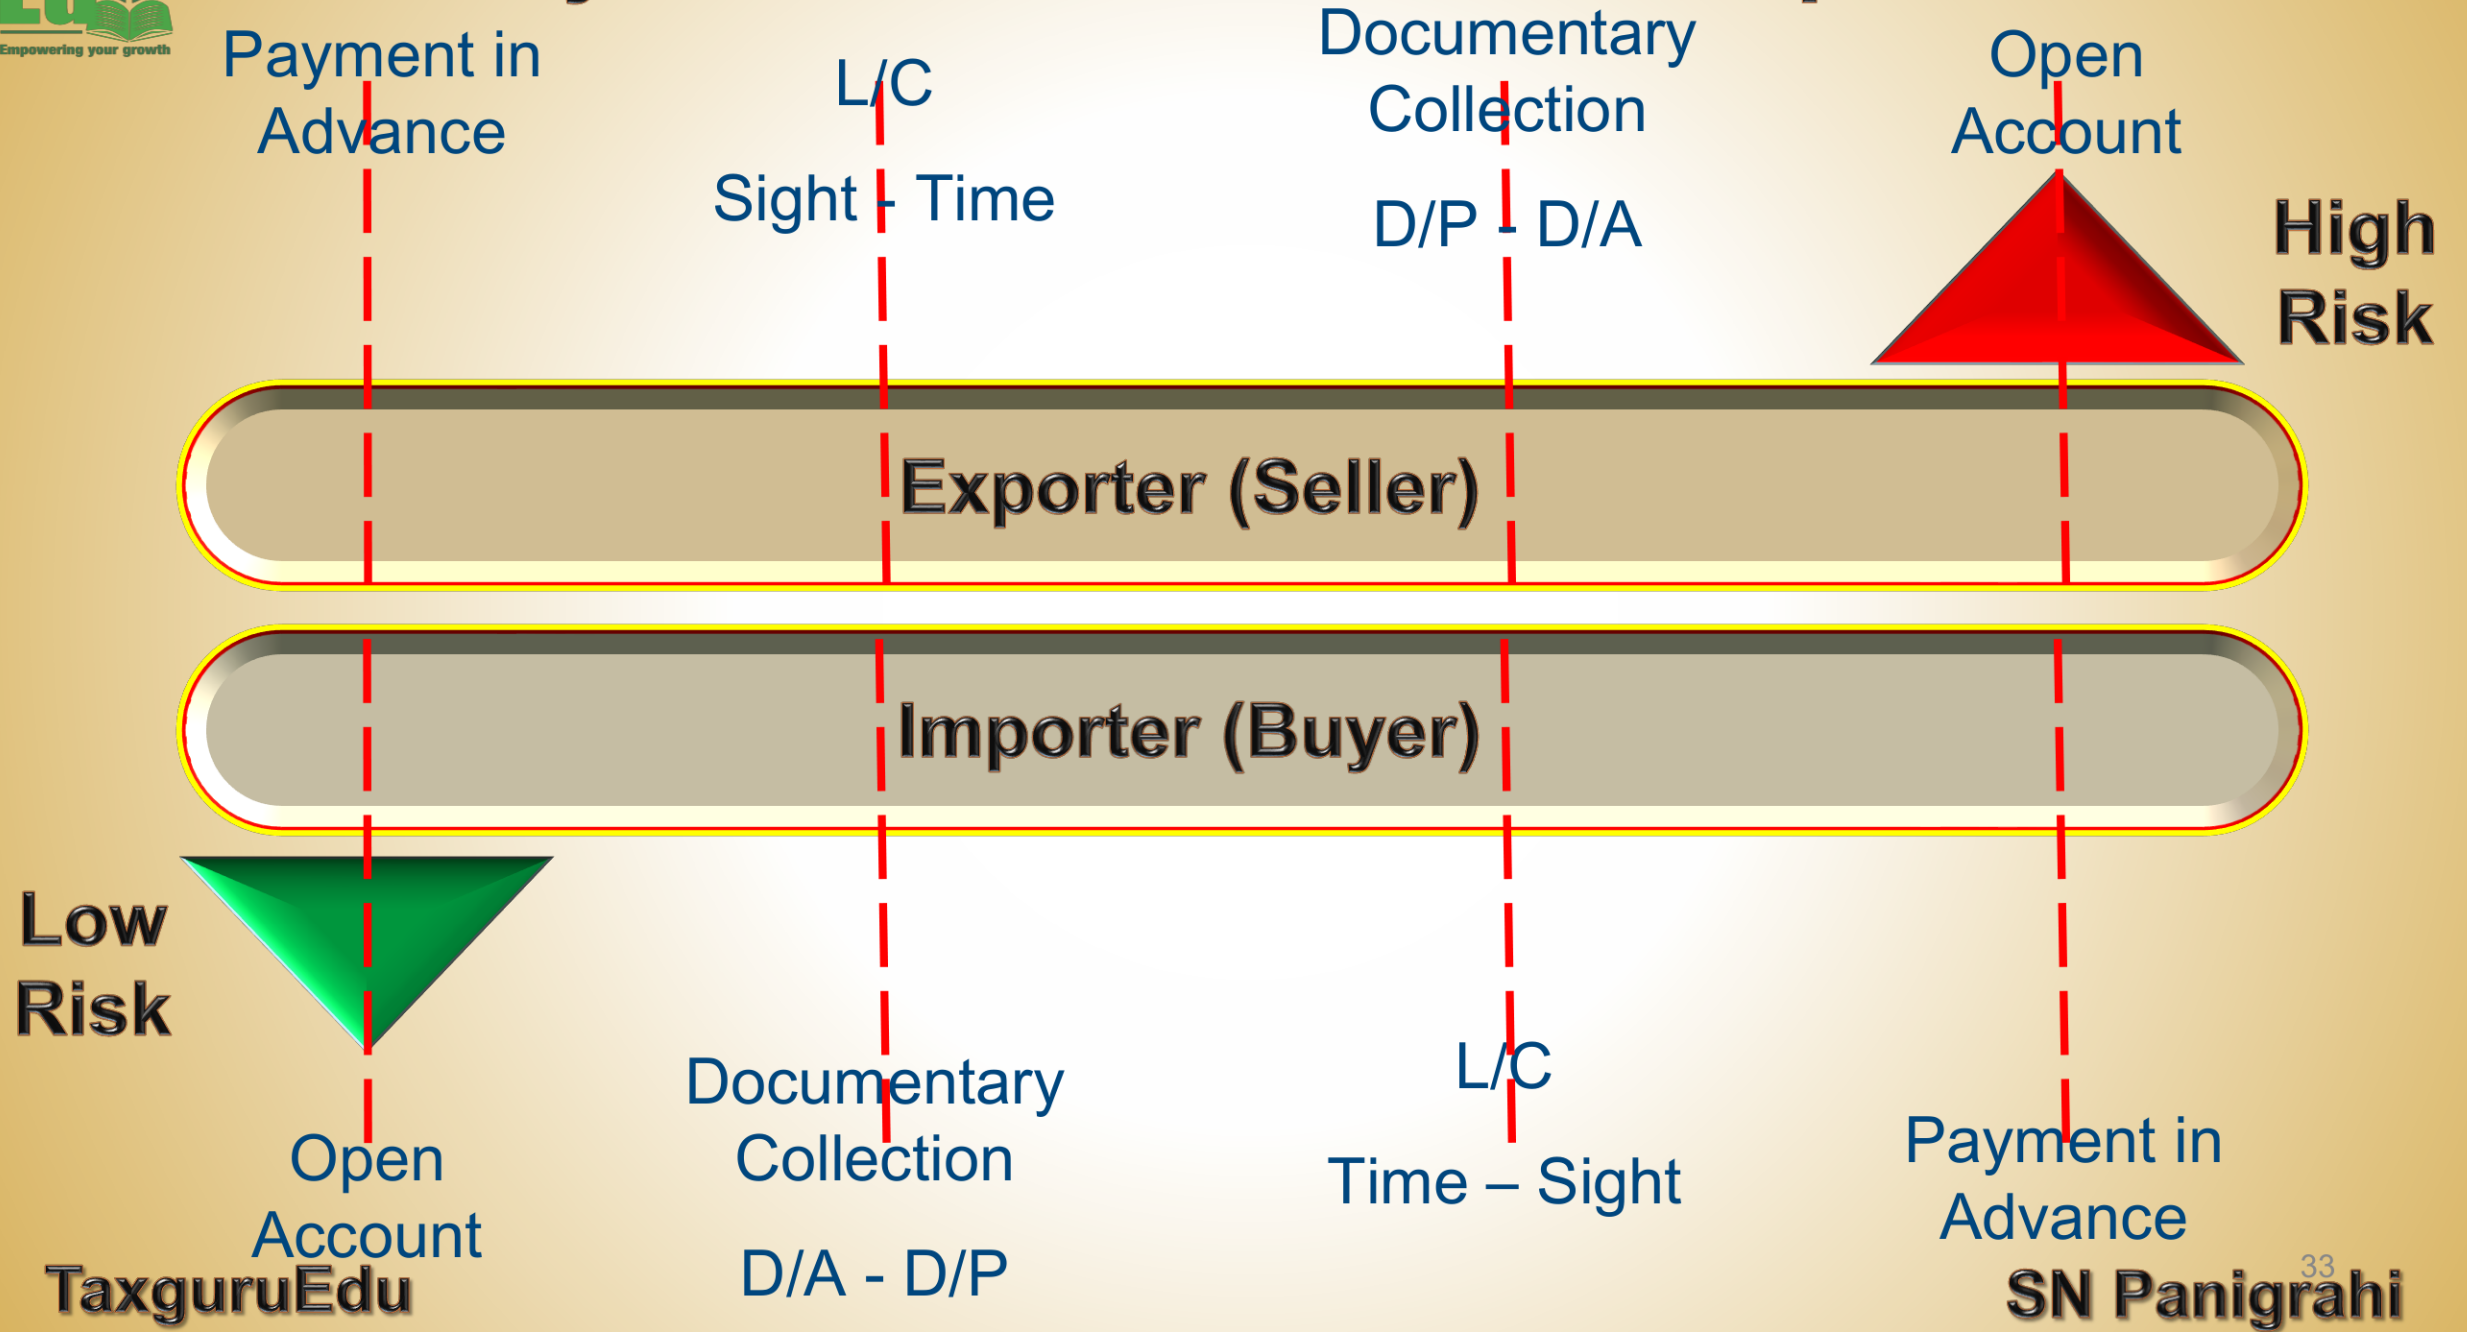 Empowering your growth
Payment in
Advance
L/C
Sight - Time
Documentary
Collection
D/P - D/A
Open
Account
High
Risk
Exporter (Seller)
Importer (Buyer)
Low
Risk
Open
Account
Documentary
Collection
D/A - D/P
L/C
Time – Sight
Payment in
Advance
TaxguruEdu
33
SN Panigrahi